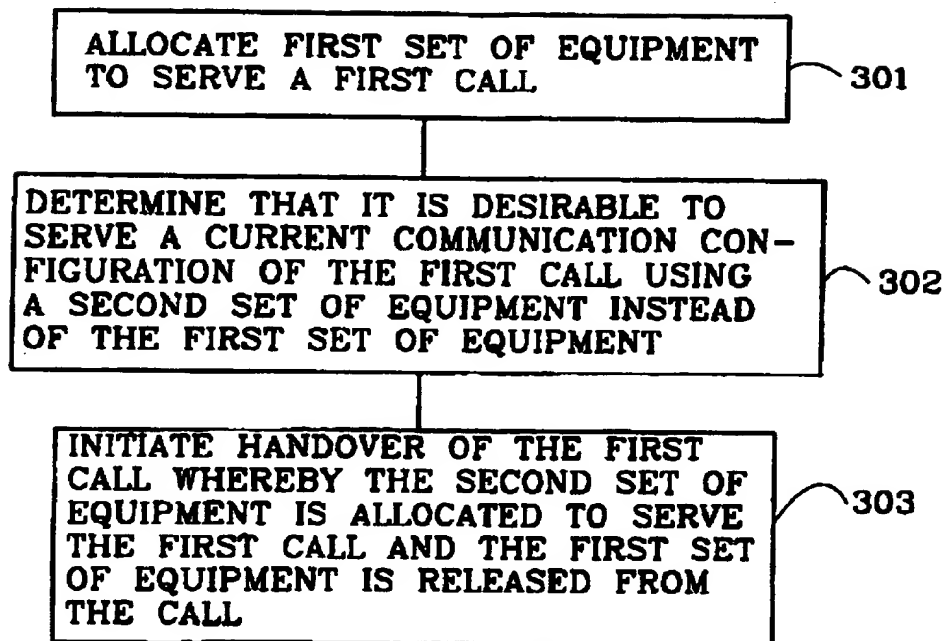 ALLOCATE FIRST SET OF EQUIPMENT
TO SERVE A FIRST CALL
301
DETERMINE THAT IT IS DESIRABLE TO
SERVE A CURRENT COMMUNICATION CON-
FIGURATION OF THE FIRST CALL USING
A SECOND SET OF EQUIPMENT INSTEAD
OF THE FIRST SET OF EQUIPMENT
302
INITIATE HANDOVER OF THE FIRST
CALL WHEREBY THE SECOND SET OF
EQUIPMENT IS ALLOCATED TO SERVE
THE FIRST CALL AND THE FIRST SET
OF EQUIPMENT IS RELEASED FROM
THE CALL
303